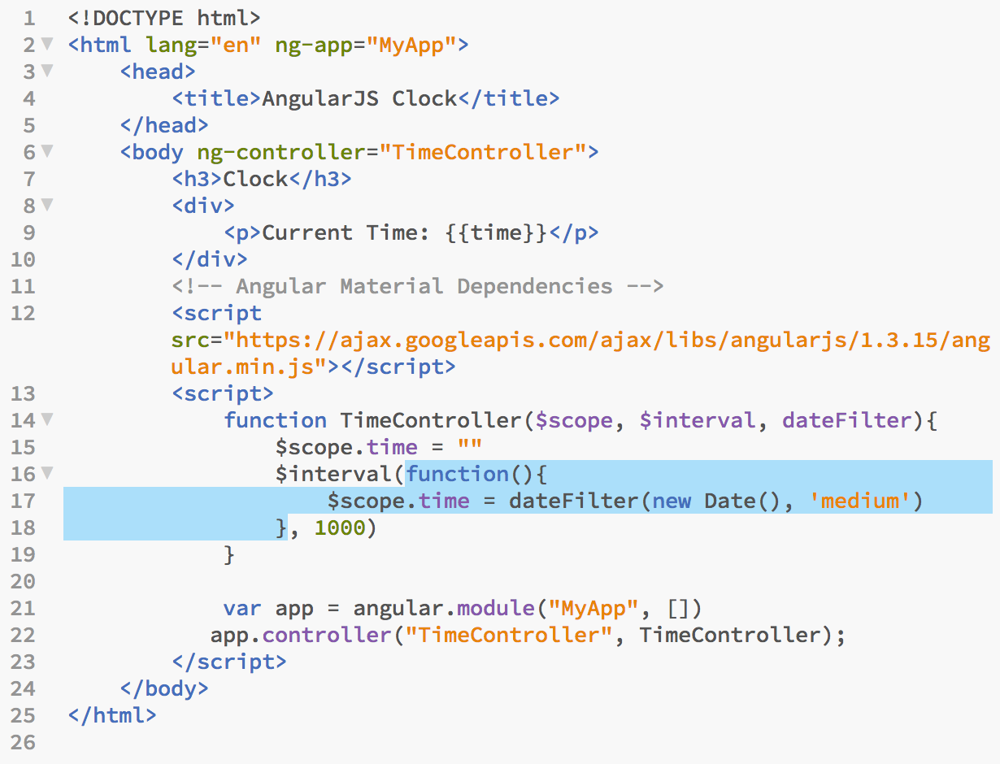 1 <!DOCTYPE html>
2 <html lang="en" ng-app="MyApp">
3 <head>
4 <title>AngularJS Clock</title>
5 </head>
6 <body ng-controller="TimeController">
7 <h3>Clock</h3>
8 <div>
9 <p>Current Time: {{time}}</p>
10 </div>
11 <!-- Angular Material Dependencies -->
12 <script
src="https://ajax.googleapis.com/ajax/libs/angularjs/1.3.15/ang
ular.min.js"></script>
13 <script>
14 function TimeController($scope, $interval, dateFilter){
15 $scope.time = ""
16 $interval(function(){
17 $scope.time = dateFilter(new Date(), 'medium')
18 }, 1000)
19 }
20
21 var app = angular.module("MyApp", [])
22 app.controller("TimeController", TimeController);
23 </script>
24 </body>
25 </html>
26